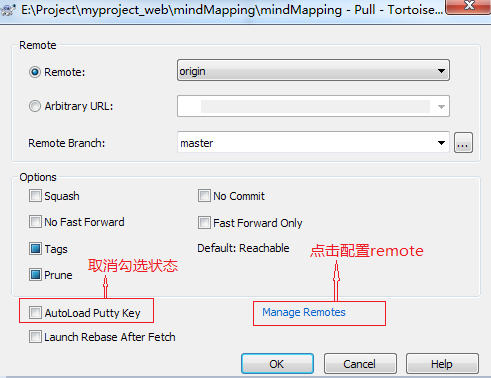 E:\Project\myproject_web\mindMapping\mindMapping - Pull - Tortoise...
Remote
Remote:
origin
Arbitrary URL:
Remote Branch:
master
...
Options
Squash
No Commit
No Fast Forward
Fast Forward Only
Tags
Default: Reachable
点击配置remote
取消勾选状态
Prune
AutoLoad Putty Key
Manage Remotes
Launch Rebase After Fetch
OK
Cancel
Help